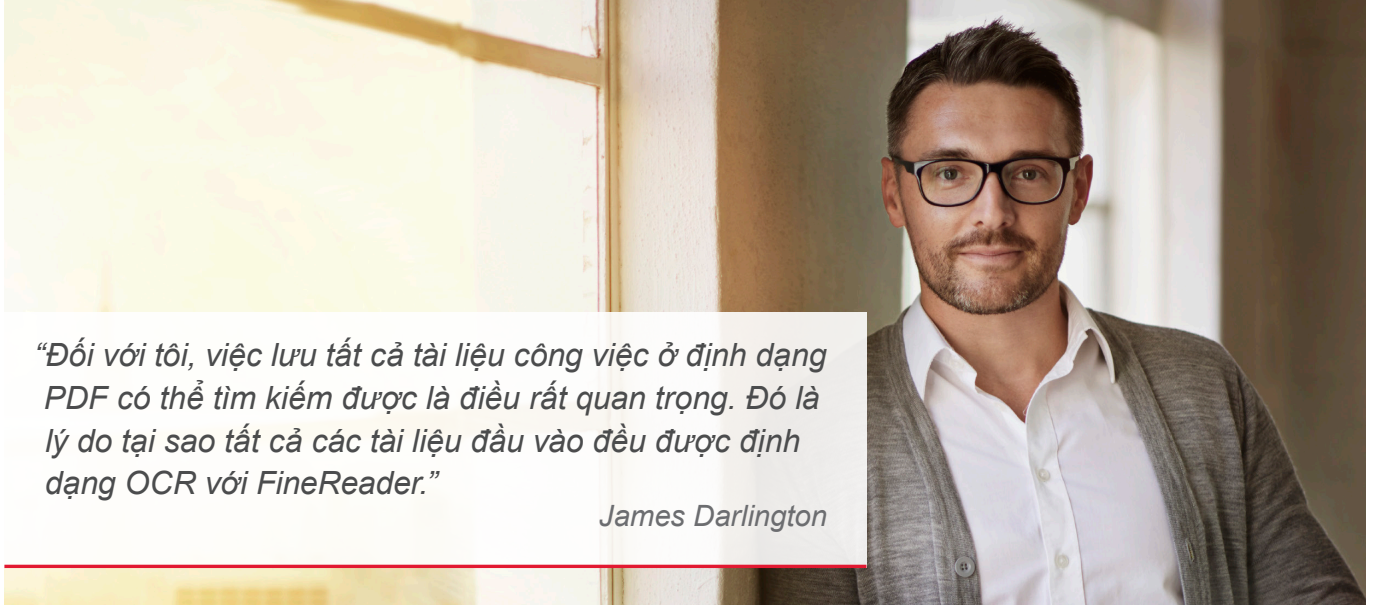 “Đối với tôi, việc lưu tất cả tài liệu công việc ở định dạng
PDF có thể tìm kiếm được là điều rất quan trọng. Đó là
lý do tại sao tất cả các tài liệu đầu vào đều được định
dạng OCR với FineReader.”
James Darlington